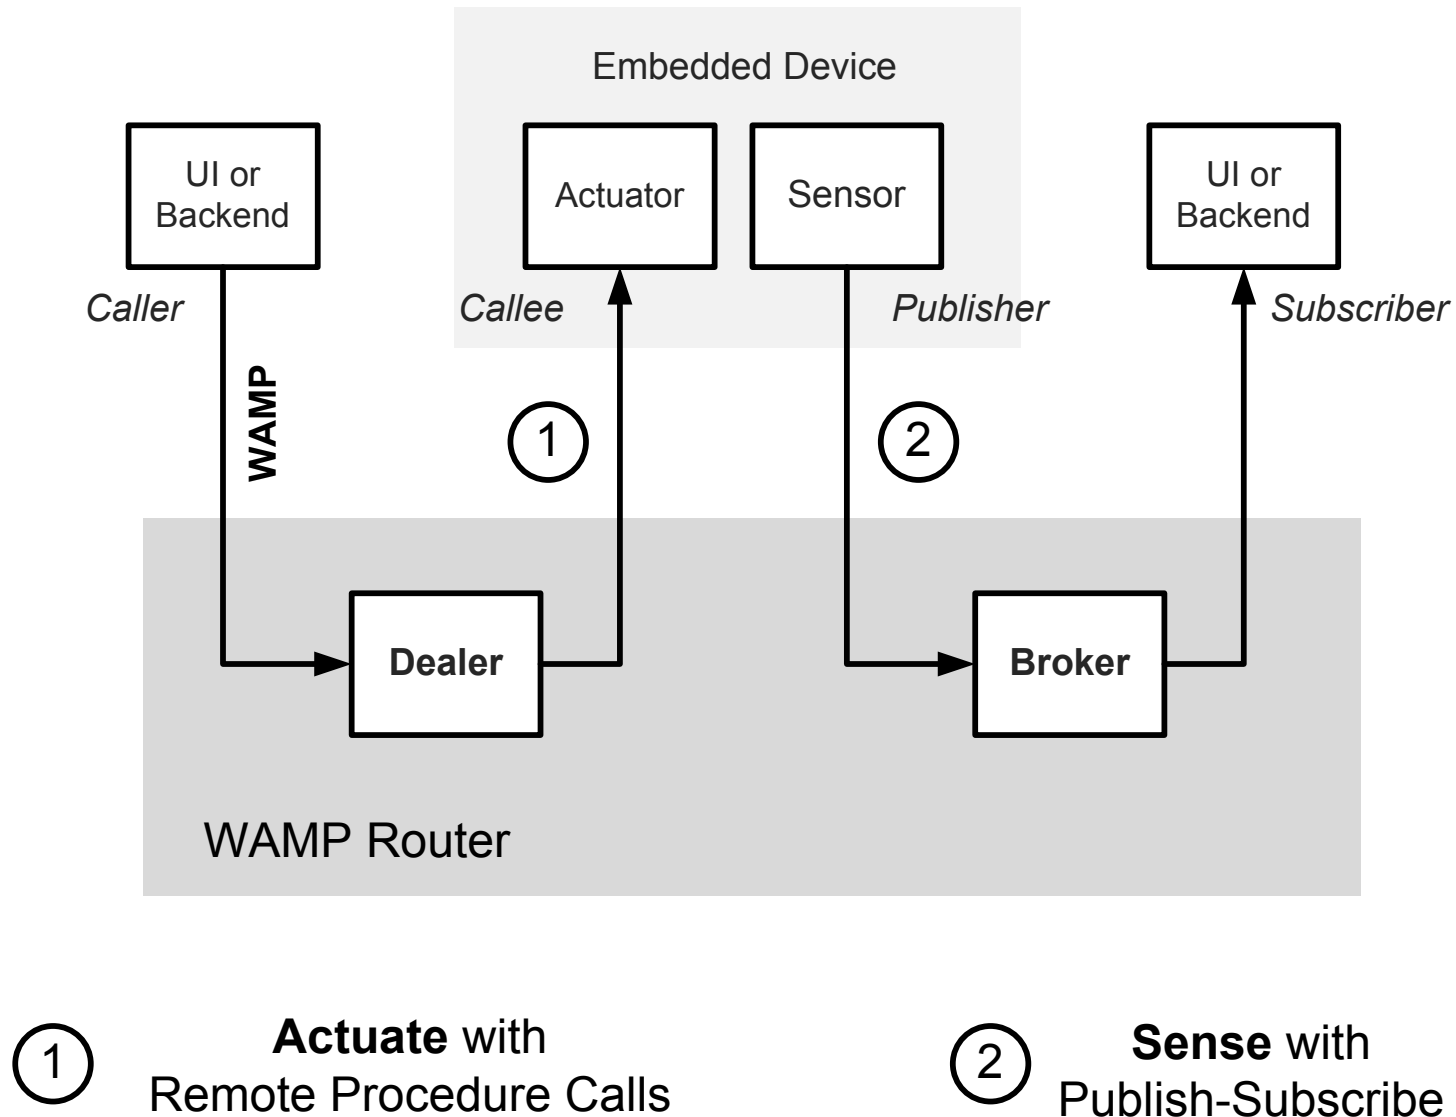 Embedded Device
UI or
Backend
Actuator
Sensor
UI or
Backend
Caller
Callee
Publisher
Subscriber
WAMP
1
2
Dealer
Broker
WAMP Router
1
Actuate with
Remote Procedure Calls
2
Sense with
Publish-Subscribe